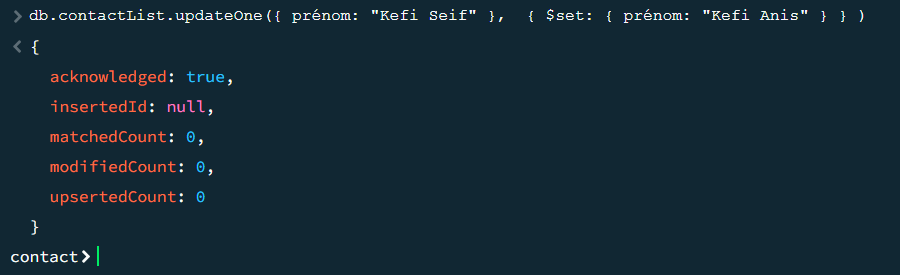 > db.contactList.updateOne({ prénom: "Kefi Seif" },  { $set: { prénom: "Kefi Anis" } } )
< {
acknowledged: true,
insertedId: null,
matchedCount: 0,
modifiedCount: 0,
upsertedCount: 0
}
contact>